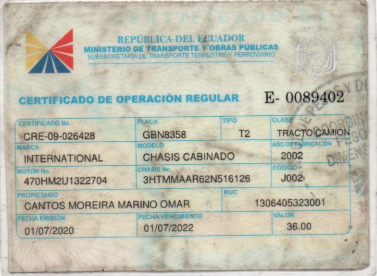 REPÚBLICA DEL ECUADOR
MINISTERIO DE TRANSPORTE Y OBRAS PÚBLICAS
SUBSECRETARÍA DE TRANSPORTE TERRESTRE Y FERROVIARIO
CERTIFICADO DE OPERACIÓN REGULAR E- 0089402
CERTIFICADO No. PLACA TIPO CLASE
CRE-09-026428 GBN8358 T2 TRACTO CAMION
MARCA MODELO AÑO DE FABRICACIÓN
INTERNATIONAL CHASIS CABINADO 2002
MOTOR No. CHASIS No. CÓDIGO
470HM2U1322704 3HTMMAAR62N516126 J002
PROPIETARIO RUC
CANTOS MOREIRA MARINO OMAR 1306405323001
FECHA EMISIÓN FECHA VENCIMIENTO VALOR
01/07/2020 01/07/2022 36.00